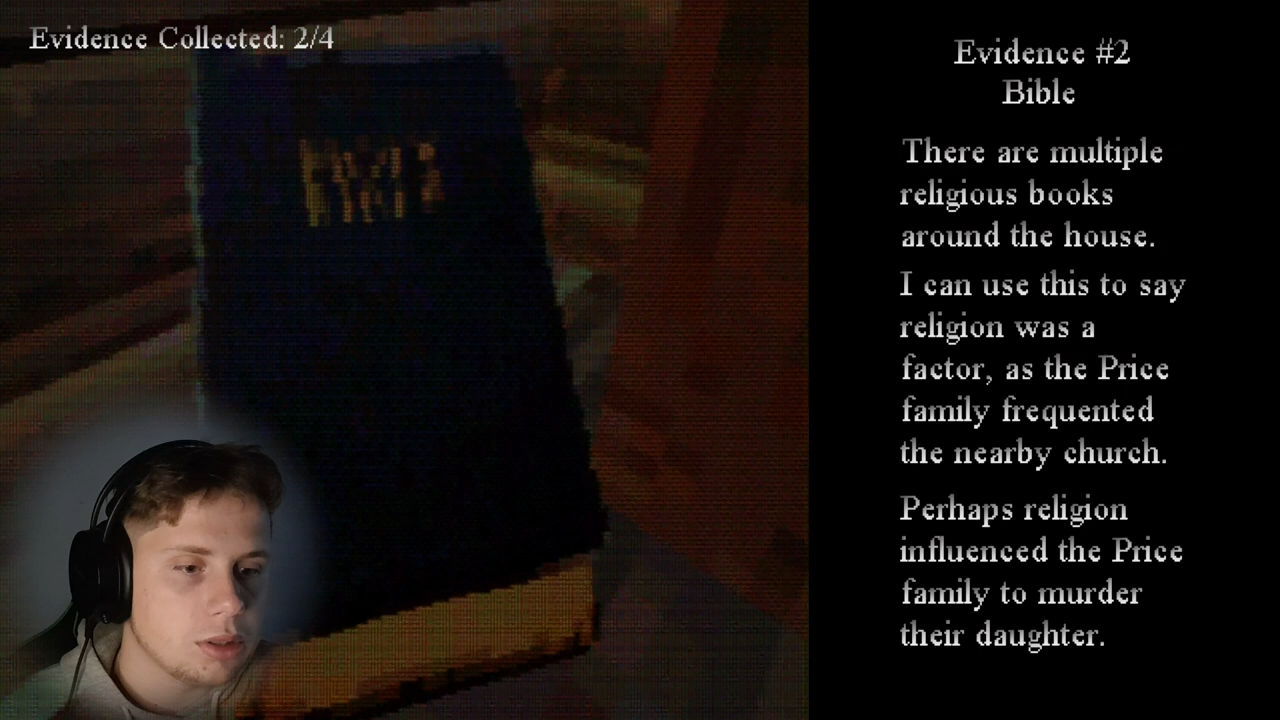 Evidence Collected: 2/4
Evidence #2
Bible
There are multiple
religious books
around the house.
I can use this to say
religion was a
factor, as the Price
family frequented
the nearby church.
Perhaps religion
influenced the Price
family to murder
their daughter.